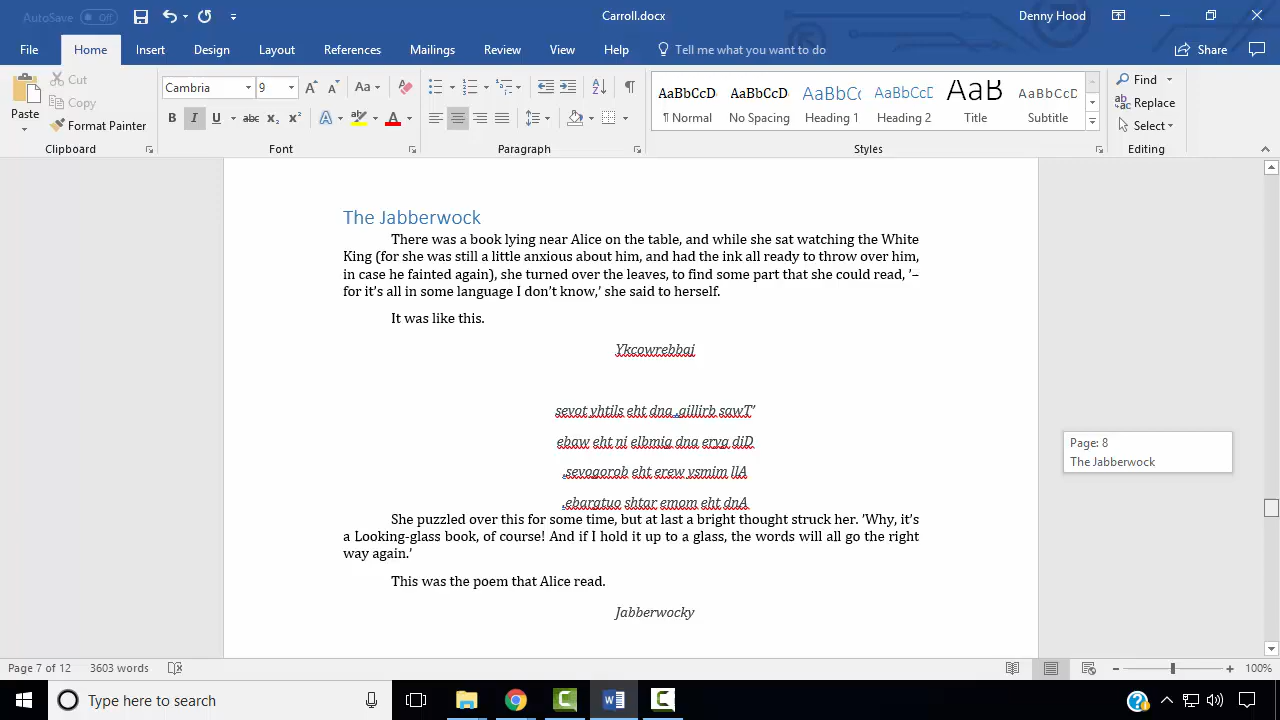 AutoSave Off
Carroll.docx
Denny Hood
File Home Insert Design Layout References Mailings Review View Help Tell me what you want to do Share
Paste
Cut
Copy
Format Painter
Clipboard
Cambria 9
Font
Paragraph
AaBbCcD AaBbCcD AaBbCc AaBbCcD AaB AaBbCcD
¶ Normal No Spacing Heading 1 Heading 2 Title Subtitle
Styles
Find
Replace
Select
Editing
The Jabberwock
There was a book lying near Alice on the table, and while she sat watching the White
King (for she was still a little anxious about him, and had the ink all ready to throw over him,
in case he fainted again), she turned over the leaves, to find some part that she could read, '–
for it's all in some language I don't know,' she said to herself.
It was like this.
Ykcowrebbaj
sevot yhtils eht dna ,gillirb sawT'
ebaw eht ni elbmig dna eryg diD
,sevogorob eht erew ysmim llA
.ebargtuo shtar emom eht dnA
She puzzled over this for some time, but at last a bright thought struck her. 'Why, it's
a Looking-glass book, of course! And if I hold it up to a glass, the words will all go the right
way again.'
This was the poem that Alice read.
Jabberwocky
Page: 8
The Jabberwock
Page 7 of 12 3603 words
100%
Type here to search